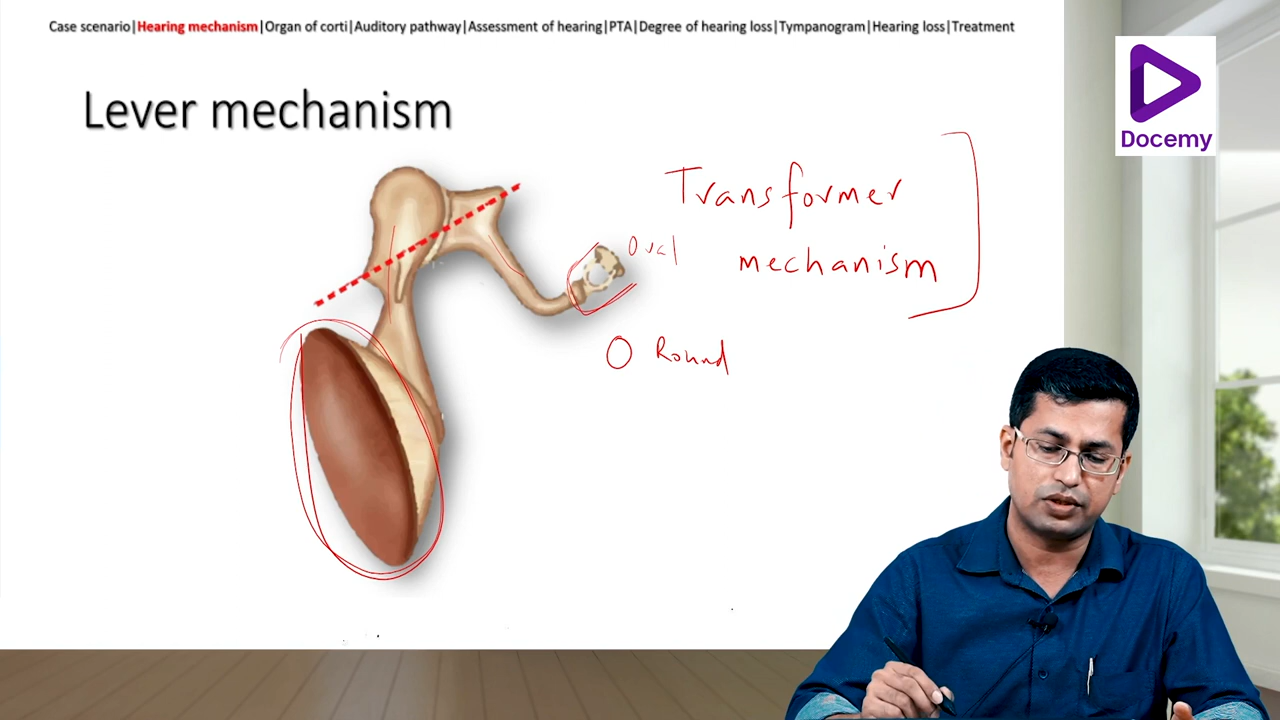 Case scenario|Hearing mechanism|Organ of corti|Auditory pathway|Assessment of hearing|PTA|Degree of hearing loss|Tympanogram|Hearing loss|Treatment
Docemy
Lever mechanism
Transformer
mechanism
Oval
O Round